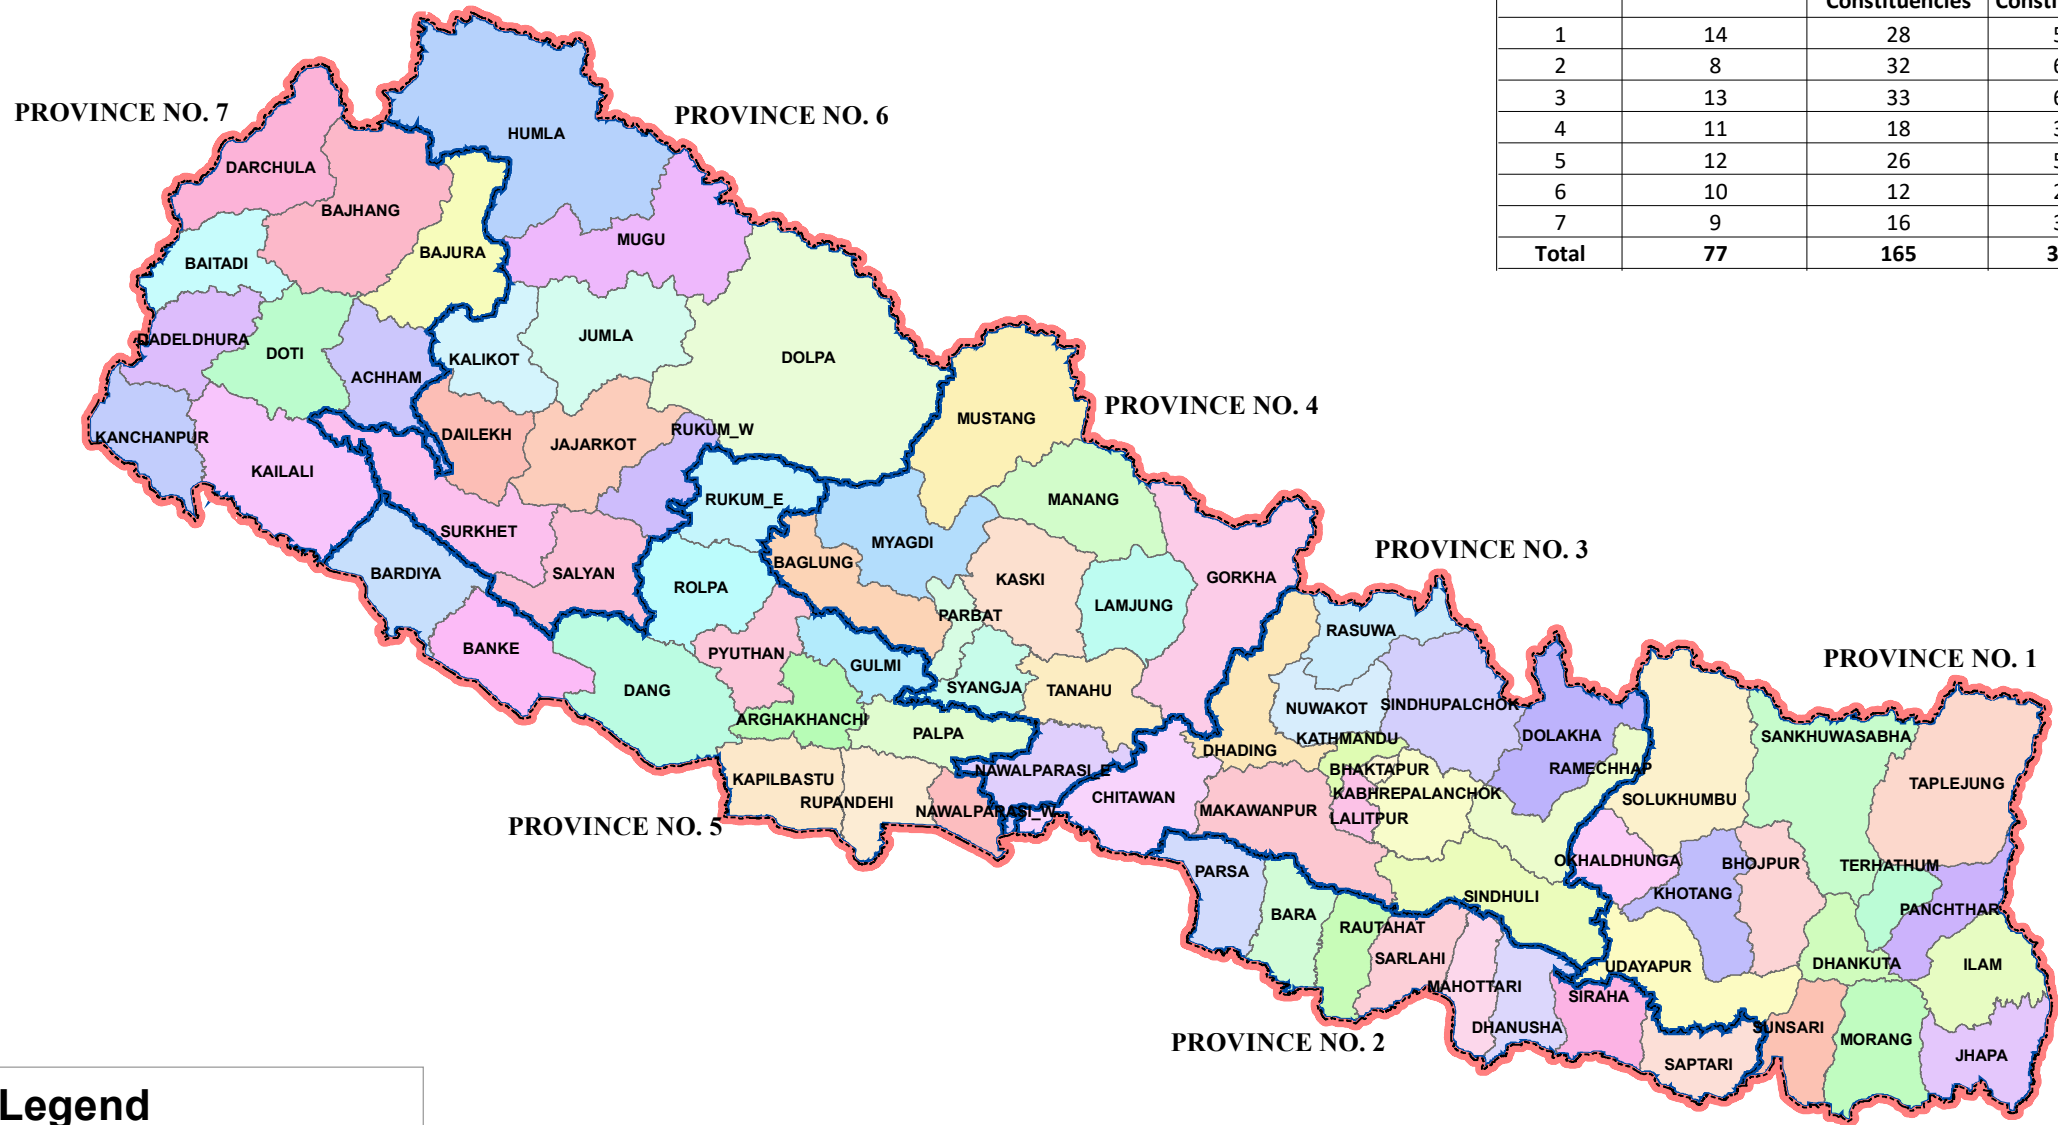 Constituencies
1 14 28
2 8 32
3 13 33
4 11 18
5 12 26
6 10 12
7 9 16
Total 77 165
PROVINCE NO. 7
PROVINCE NO. 6
HUMLA
DARCHULA
BAJHANG
MUGU
BAJURA
BAITADI
JUMLA
DADELDHURA
DOTI
KALIKOT
DOLPA
ACHHAM
PROVINCE NO. 4
MUSTANG
KANCHANPUR
DAILEKH
RUKUM_W
JAJARKOT
KAILALI
RUKUM_E
MANANG
SURKHET
MYAGDI
PROVINCE NO. 3
BAGLUNG
BARDIYA
SALYAN
KASKI
GORKHA
ROLPA
LAMJUNG
PARBAT
RASUWA
BANKE
PYUTHAN
GULMI
PROVINCE NO. 1
DANG
SYANGJA
TANAHU
NUWAKOT
SINDHUPALCHOK
ARGHAKHANCHI
PALPA
KATHMANDU
DOLAKHA
SANKHUWASABHA
DHADING
KAPILBASTU
NAWALPARASI_E
BHAKTAPUR
RAMECHHAP
TAPLEJUNG
RUPANDEHI
CHITAWAN
KABHREPALANCHOK
SOLUKHUMBU
NAWALPARASI_W
MAKAWANPUR
LALITPUR
PROVINCE NO. 5
OKHALDHUNGA
BHOJPUR
TERHATHUM
PARSA
SINDHULI
KHOTANG
BARA
PANCHTHAR
RAUTAHAT
SARLAHI
UDAYAPUR
DHANKUTA
ILAM
MAHOTTARI
SIRAHA
DHANUSHA
SUNSARI
PROVINCE NO. 2
MORANG
JHAPA
SAPTARI
Legend